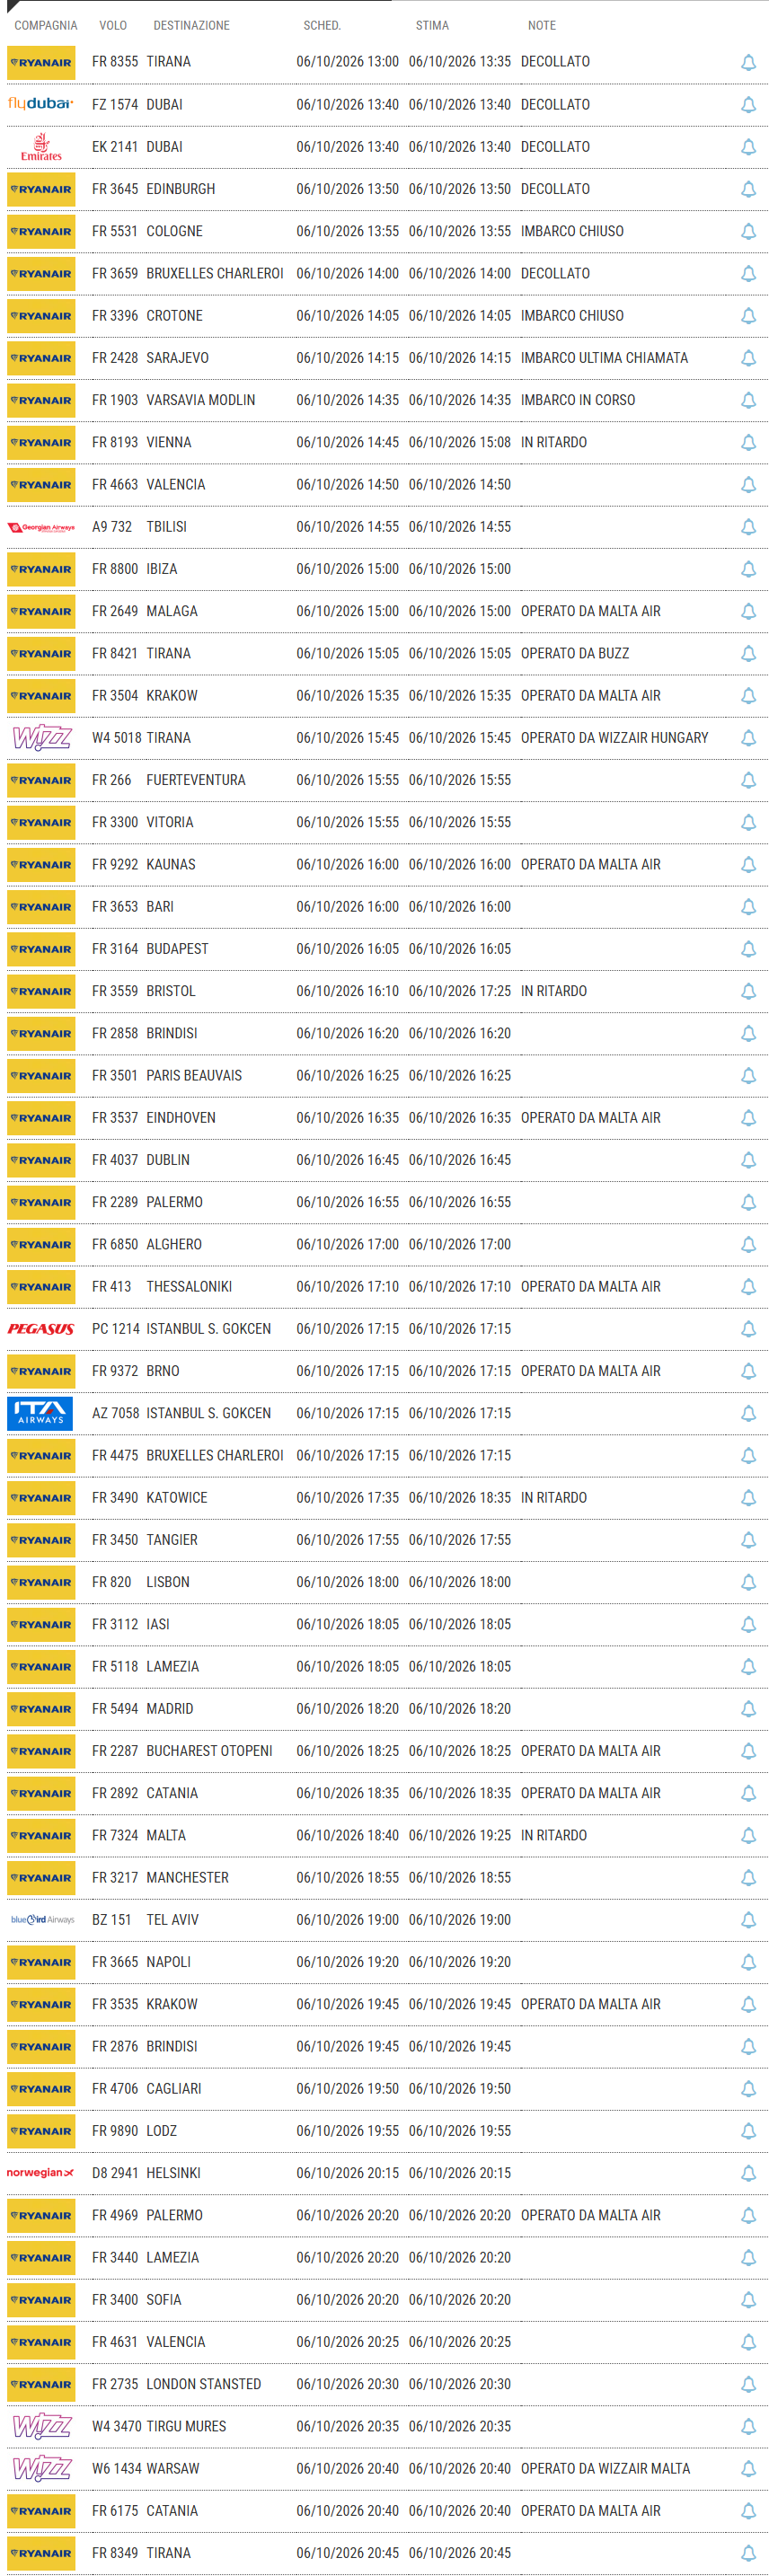 COMPAGNIA VOLO DESTINAZIONE SCHED. STIMA NOTE
RYANAIR FR 8355 TIRANA 06/10/2026 13:00 06/10/2026 13:35 DECOLLATO
flydubai FZ 1574 DUBAI 06/10/2026 13:40 06/10/2026 13:40 DECOLLATO
Emirates EK 2141 DUBAI 06/10/2026 13:40 06/10/2026 13:40 DECOLLATO
RYANAIR FR 3645 EDINBURGH 06/10/2026 13:50 06/10/2026 13:50 DECOLLATO
RYANAIR FR 5531 COLOGNE 06/10/2026 13:55 06/10/2026 13:55 IMBARCO CHIUSO
RYANAIR FR 3659 BRUXELLES CHARLEROI 06/10/2026 14:00 06/10/2026 14:00 DECOLLATO
RYANAIR FR 3396 CROTONE 06/10/2026 14:05 06/10/2026 14:05 IMBARCO CHIUSO
RYANAIR FR 2428 SARAJEVO 06/10/2026 14:15 06/10/2026 14:15 IMBARCO ULTIMA CHIAMATA
RYANAIR FR 1903 VARSAVIA MODLIN 06/10/2026 14:35 06/10/2026 14:35 IMBARCO IN CORSO
RYANAIR FR 8193 VIENNA 06/10/2026 14:45 06/10/2026 15:08 IN RITARDO
RYANAIR FR 4663 VALENCIA 06/10/2026 14:50 06/10/2026 14:50
Georgian Airways A9 732 TBILISI 06/10/2026 14:55 06/10/2026 14:55
RYANAIR FR 8800 IBIZA 06/10/2026 15:00 06/10/2026 15:00
RYANAIR FR 2649 MALAGA 06/10/2026 15:00 06/10/2026 15:00 OPERATO DA MALTA AIR
RYANAIR FR 8421 TIRANA 06/10/2026 15:05 06/10/2026 15:05 OPERATO DA BUZZ
RYANAIR FR 3504 KRAKOW 06/10/2026 15:35 06/10/2026 15:35 OPERATO DA MALTA AIR
WIZZ W4 5018 TIRANA 06/10/2026 15:45 06/10/2026 15:45 OPERATO DA WIZZAIR HUNGARY
RYANAIR FR 266 FUERTEVENTURA 06/10/2026 15:55 06/10/2026 15:55
RYANAIR FR 3300 VITORIA 06/10/2026 15:55 06/10/2026 15:55
RYANAIR FR 9292 KAUNAS 06/10/2026 16:00 06/10/2026 16:00 OPERATO DA MALTA AIR
RYANAIR FR 3653 BARI 06/10/2026 16:00 06/10/2026 16:00
RYANAIR FR 3164 BUDAPEST 06/10/2026 16:05 06/10/2026 16:05
RYANAIR FR 3559 BRISTOL 06/10/2026 16:10 06/10/2026 17:25 IN RITARDO
RYANAIR FR 2858 BRINDISI 06/10/2026 16:20 06/10/2026 16:20
RYANAIR FR 3501 PARIS BEAUVAIS 06/10/2026 16:25 06/10/2026 16:25
RYANAIR FR 3537 EINDHOVEN 06/10/2026 16:35 06/10/2026 16:35 OPERATO DA MALTA AIR
RYANAIR FR 4037 DUBLIN 06/10/2026 16:45 06/10/2026 16:45
RYANAIR FR 2289 PALERMO 06/10/2026 16:55 06/10/2026 16:55
RYANAIR FR 6850 ALGHERO 06/10/2026 17:00 06/10/2026 17:00
RYANAIR FR 413 THESSALONIKI 06/10/2026 17:10 06/10/2026 17:10 OPERATO DA MALTA AIR
PEGASUS PC 1214 ISTANBUL S. GOKCEN 06/10/2026 17:15 06/10/2026 17:15
RYANAIR FR 9372 BRNO 06/10/2026 17:15 06/10/2026 17:15 OPERATO DA MALTA AIR
ITA AIRWAYS AZ 7058 ISTANBUL S. GOKCEN 06/10/2026 17:15 06/10/2026 17:15
RYANAIR FR 4475 BRUXELLES CHARLEROI 06/10/2026 17:15 06/10/2026 17:15
RYANAIR FR 3490 KATOWICE 06/10/2026 17:35 06/10/2026 18:35 IN RITARDO
RYANAIR FR 3450 TANGIER 06/10/2026 17:55 06/10/2026 17:55
RYANAIR FR 820 LISBON 06/10/2026 18:00 06/10/2026 18:00
RYANAIR FR 3112 IASI 06/10/2026 18:05 06/10/2026 18:05
RYANAIR FR 5118 LAMEZIA 06/10/2026 18:05 06/10/2026 18:05
RYANAIR FR 5494 MADRID 06/10/2026 18:20 06/10/2026 18:20
RYANAIR FR 2287 BUCHAREST OTOPENI 06/10/2026 18:25 06/10/2026 18:25 OPERATO DA MALTA AIR
RYANAIR FR 2892 CATANIA 06/10/2026 18:35 06/10/2026 18:35 OPERATO DA MALTA AIR
RYANAIR FR 7324 MALTA 06/10/2026 18:40 06/10/2026 19:25 IN RITARDO
RYANAIR FR 3217 MANCHESTER 06/10/2026 18:55 06/10/2026 18:55
blueBird Airways BZ 151 TEL AVIV 06/10/2026 19:00 06/10/2026 19:00
RYANAIR FR 3665 NAPOLI 06/10/2026 19:20 06/10/2026 19:20
RYANAIR FR 3535 KRAKOW 06/10/2026 19:45 06/10/2026 19:45 OPERATO DA MALTA AIR
RYANAIR FR 2876 BRINDISI 06/10/2026 19:45 06/10/2026 19:45
RYANAIR FR 4706 CAGLIARI 06/10/2026 19:50 06/10/2026 19:50
RYANAIR FR 9890 LODZ 06/10/2026 19:55 06/10/2026 19:55
norwegian D8 2941 HELSINKI 06/10/2026 20:15 06/10/2026 20:15
RYANAIR FR 4969 PALERMO 06/10/2026 20:20 06/10/2026 20:20 OPERATO DA MALTA AIR
RYANAIR FR 3440 LAMEZIA 06/10/2026 20:20 06/10/2026 20:20
RYANAIR FR 3400 SOFIA 06/10/2026 20:20 06/10/2026 20:20
RYANAIR FR 4631 VALENCIA 06/10/2026 20:25 06/10/2026 20:25
RYANAIR FR 2735 LONDON STANSTED 06/10/2026 20:30 06/10/2026 20:30
WIZZ W4 3470 TIRGU MURES 06/10/2026 20:35 06/10/2026 20:35
WIZZ W6 1434 WARSAW 06/10/2026 20:40 06/10/2026 20:40 OPERATO DA WIZZAIR MALTA
RYANAIR FR 6175 CATANIA 06/10/2026 20:40 06/10/2026 20:40 OPERATO DA MALTA AIR
RYANAIR FR 8349 TIRANA 06/10/2026 20:45 06/10/2026 20:45